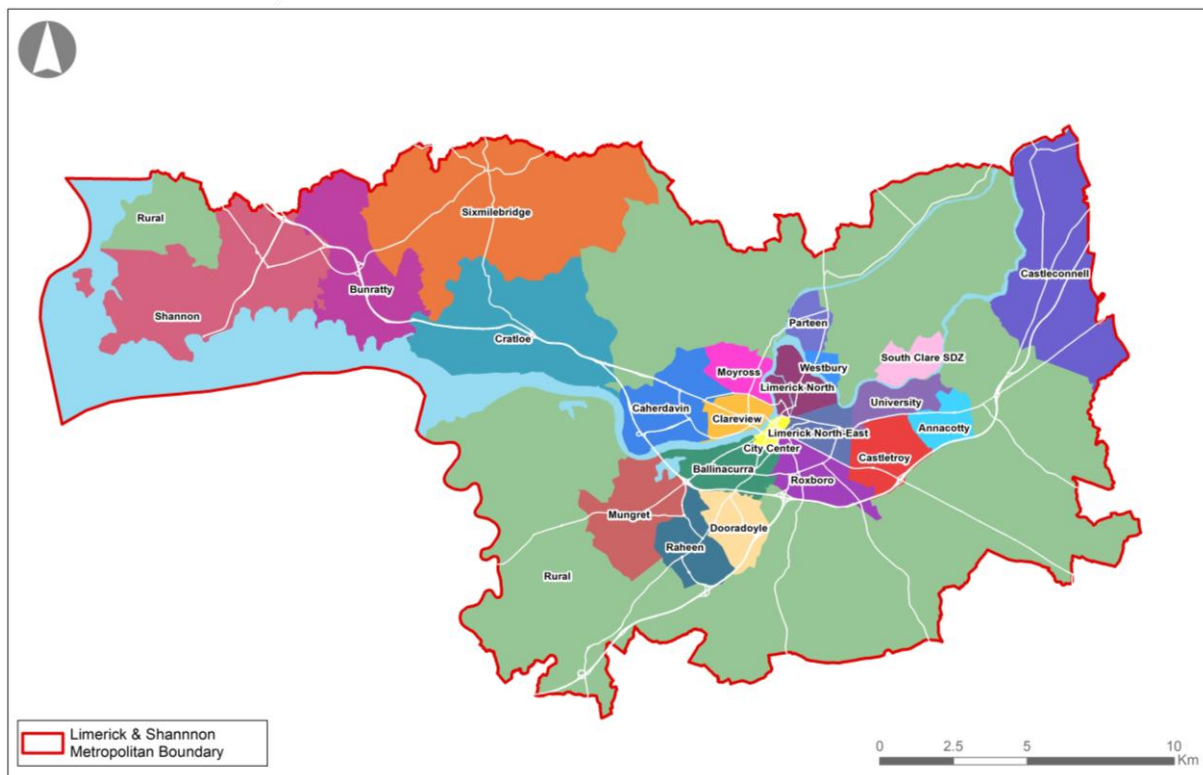 Rural
Sixmilebridge
Castleconnell
Bunratty
Shannon
Parteen
Cratloe
South Clare SDZ
Westbury
Moyross
Limerick North
University
Caherdavin
Clareview
Annacotty
Limerick North-East
City Center
Castletroy
Ballinacurra
Roxboro
Mungret
Dooradoyle
Raheen
Rural
Limerick & Shannnon
Metropolitan Boundary
0 2.5 5 10
Km